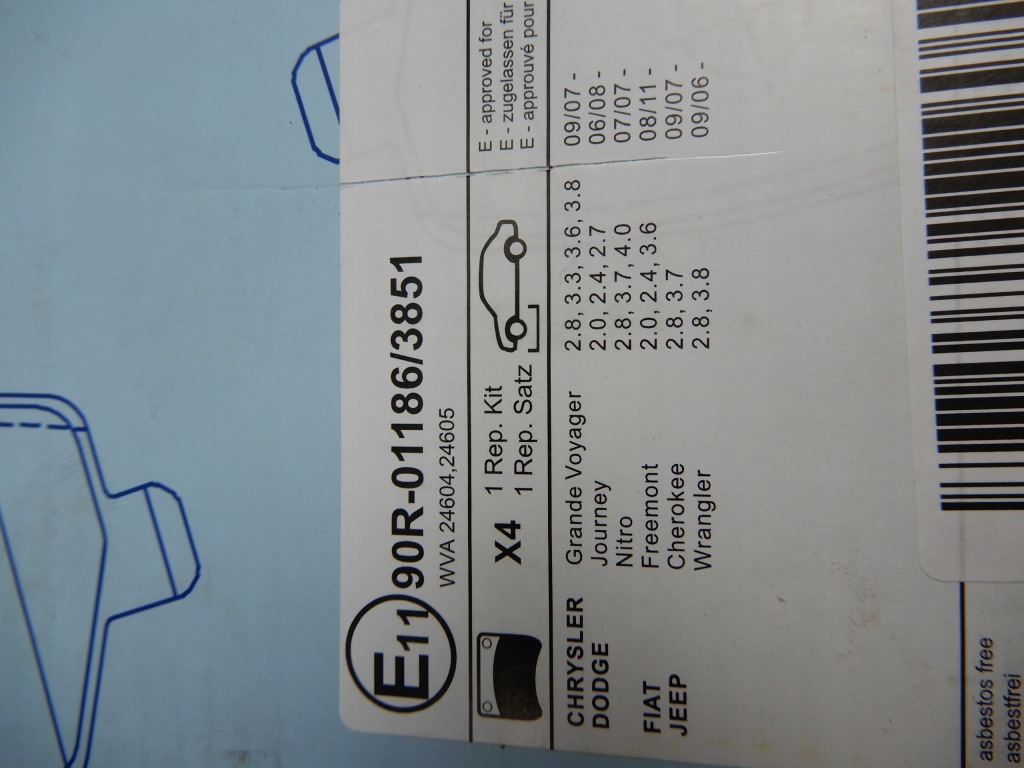 E11 90R-01186/3851
WVA 24604,24605
X4 1 Rep. Kit
1 Rep. Satz
E - approved for
E - zugelassen für
E - approuvé pour
CHRYSLER Grande Voyager 2.8, 3.3, 3.6, 3.8 09/07 -
DODGE Journey 2.0, 2.4, 2.7 06/08 -
Nitro 2.8, 3.7, 4.0 07/07 -
FIAT Freemont 2.0, 2.4, 3.6 08/11 -
JEEP Cherokee 2.8, 3.7 09/07 -
Wrangler 2.8, 3.8 09/06 -
asbestos free
asbestfrei